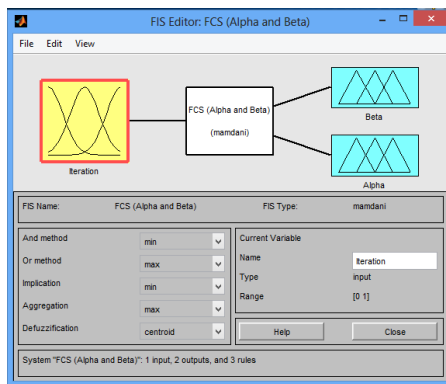 FIS Editor: FCS (Alpha and Beta)
File Edit View
FCS (Alpha and Beta)
(mamdani)
Iteration
Beta
Alpha
FIS Name: FCS (Alpha and Beta) FIS Type: mamdani
And method min
Or method max
Implication min
Aggregation max
Defuzzification centroid
Current Variable
Name Iteration
Type input
Range [0 1]
Help Close
System "FCS (Alpha and Beta)": 1 input, 2 outputs, and 3 rules